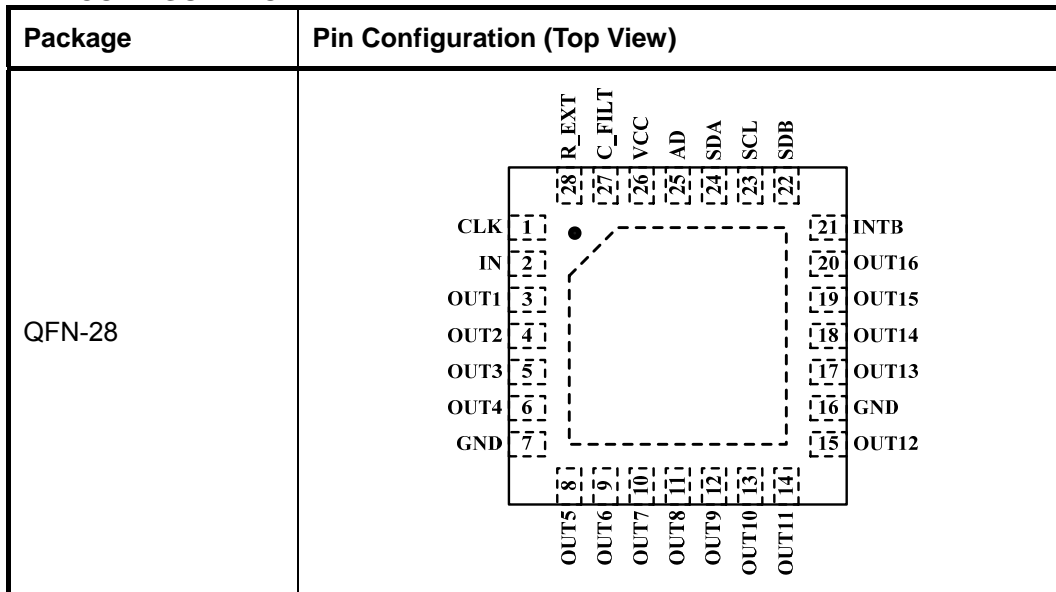 Package
Pin Configuration (Top View)
QFN-28
R_EXT
C_FILT
VCC
AD
SDA
SCL
SDB
28
27
26
25
24
23
22
CLK 1
IN 2
OUT1 3
OUT2 4
OUT3 5
OUT4 6
GND 7
21 INTB
20 OUT16
19 OUT15
18 OUT14
17 OUT13
16 GND
15 OUT12
8
9
10
11
12
13
14
OUT5
OUT6
OUT7
OUT8
OUT9
OUT10
OUT11